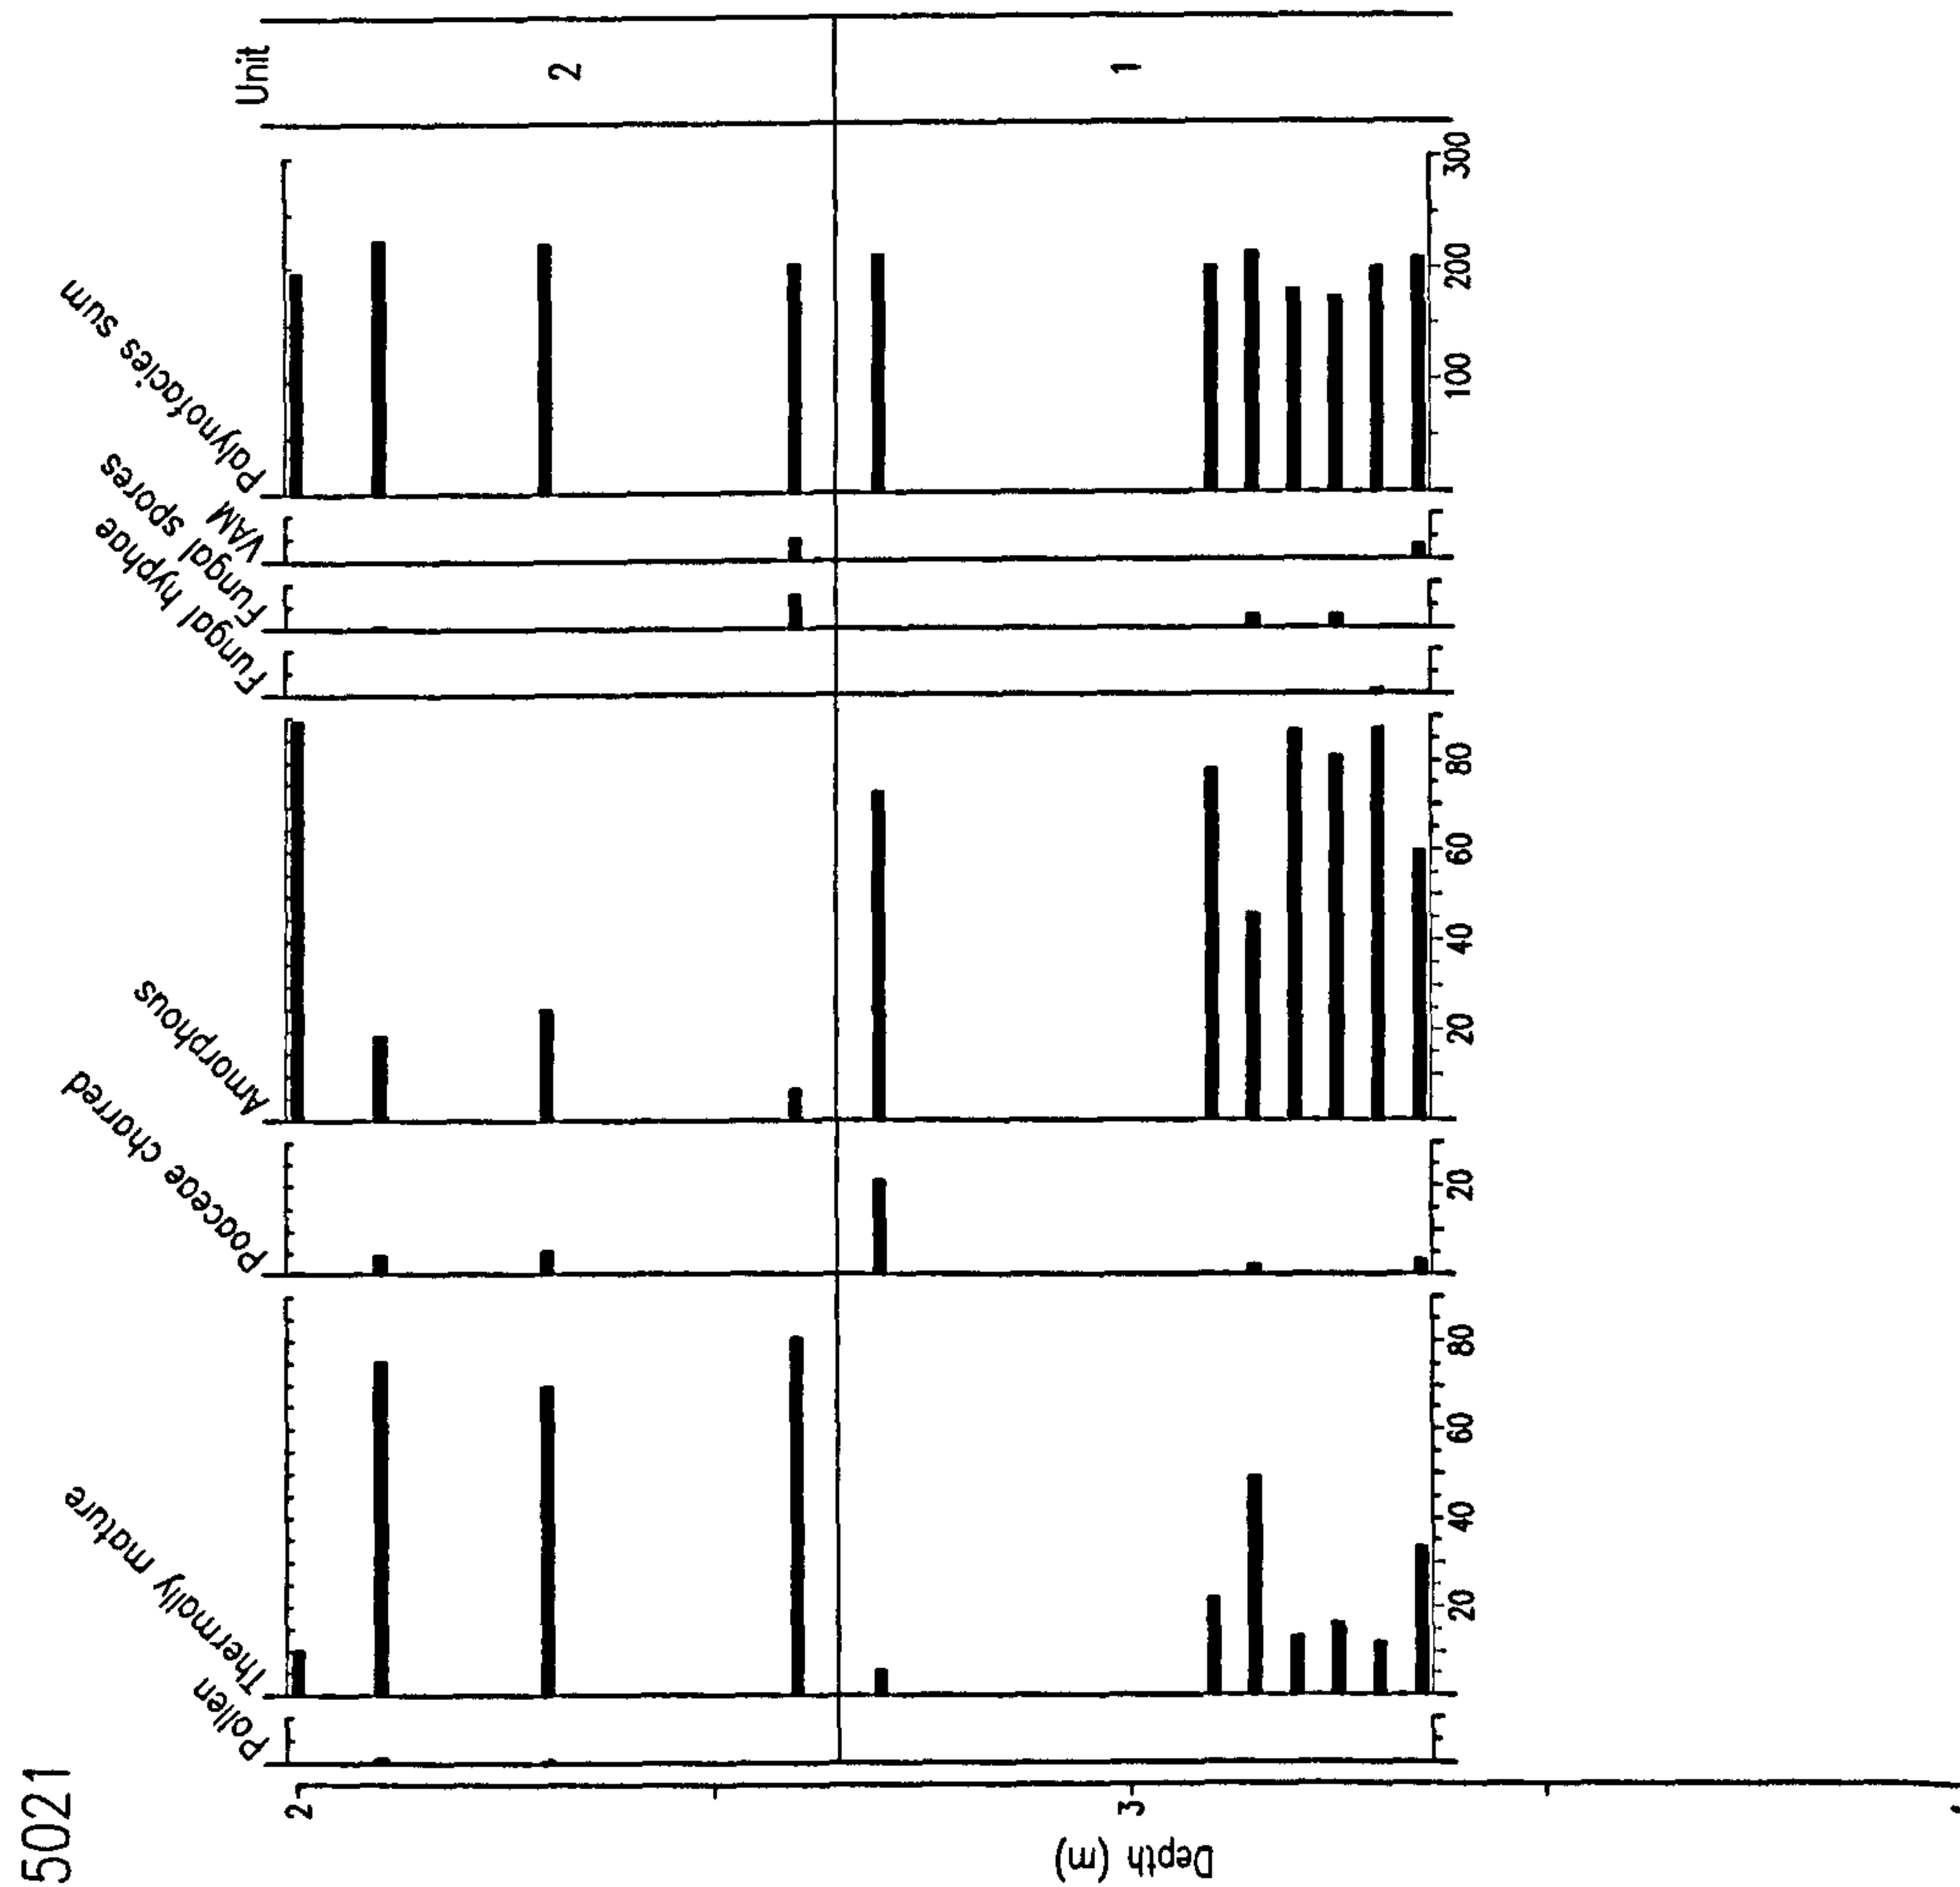 5021
Depth (m)
2
3
Pollen
Thermally mature
20
40
60
80
Poaceae charred
20
Amorphous
20
40
60
80
Fungal hyphae
Fungal spores
VAM
Palynofacies sum
100
200
300
Unit
2
1